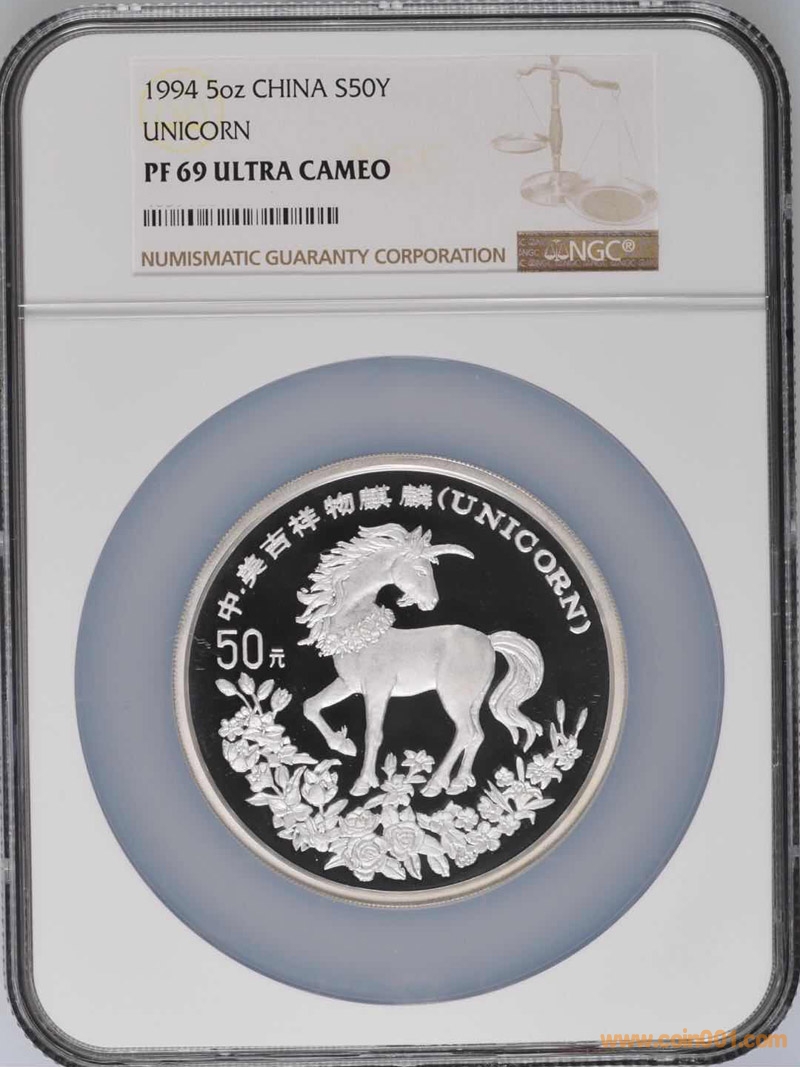 1994 5oz CHINA S50Y
UNICORN
PF 69 ULTRA CAMEO
NUMISMATIC GUARANTY CORPORATION
NGC®
中·美吉祥物麒麟(UNICORN)
50元
www.coin001.com